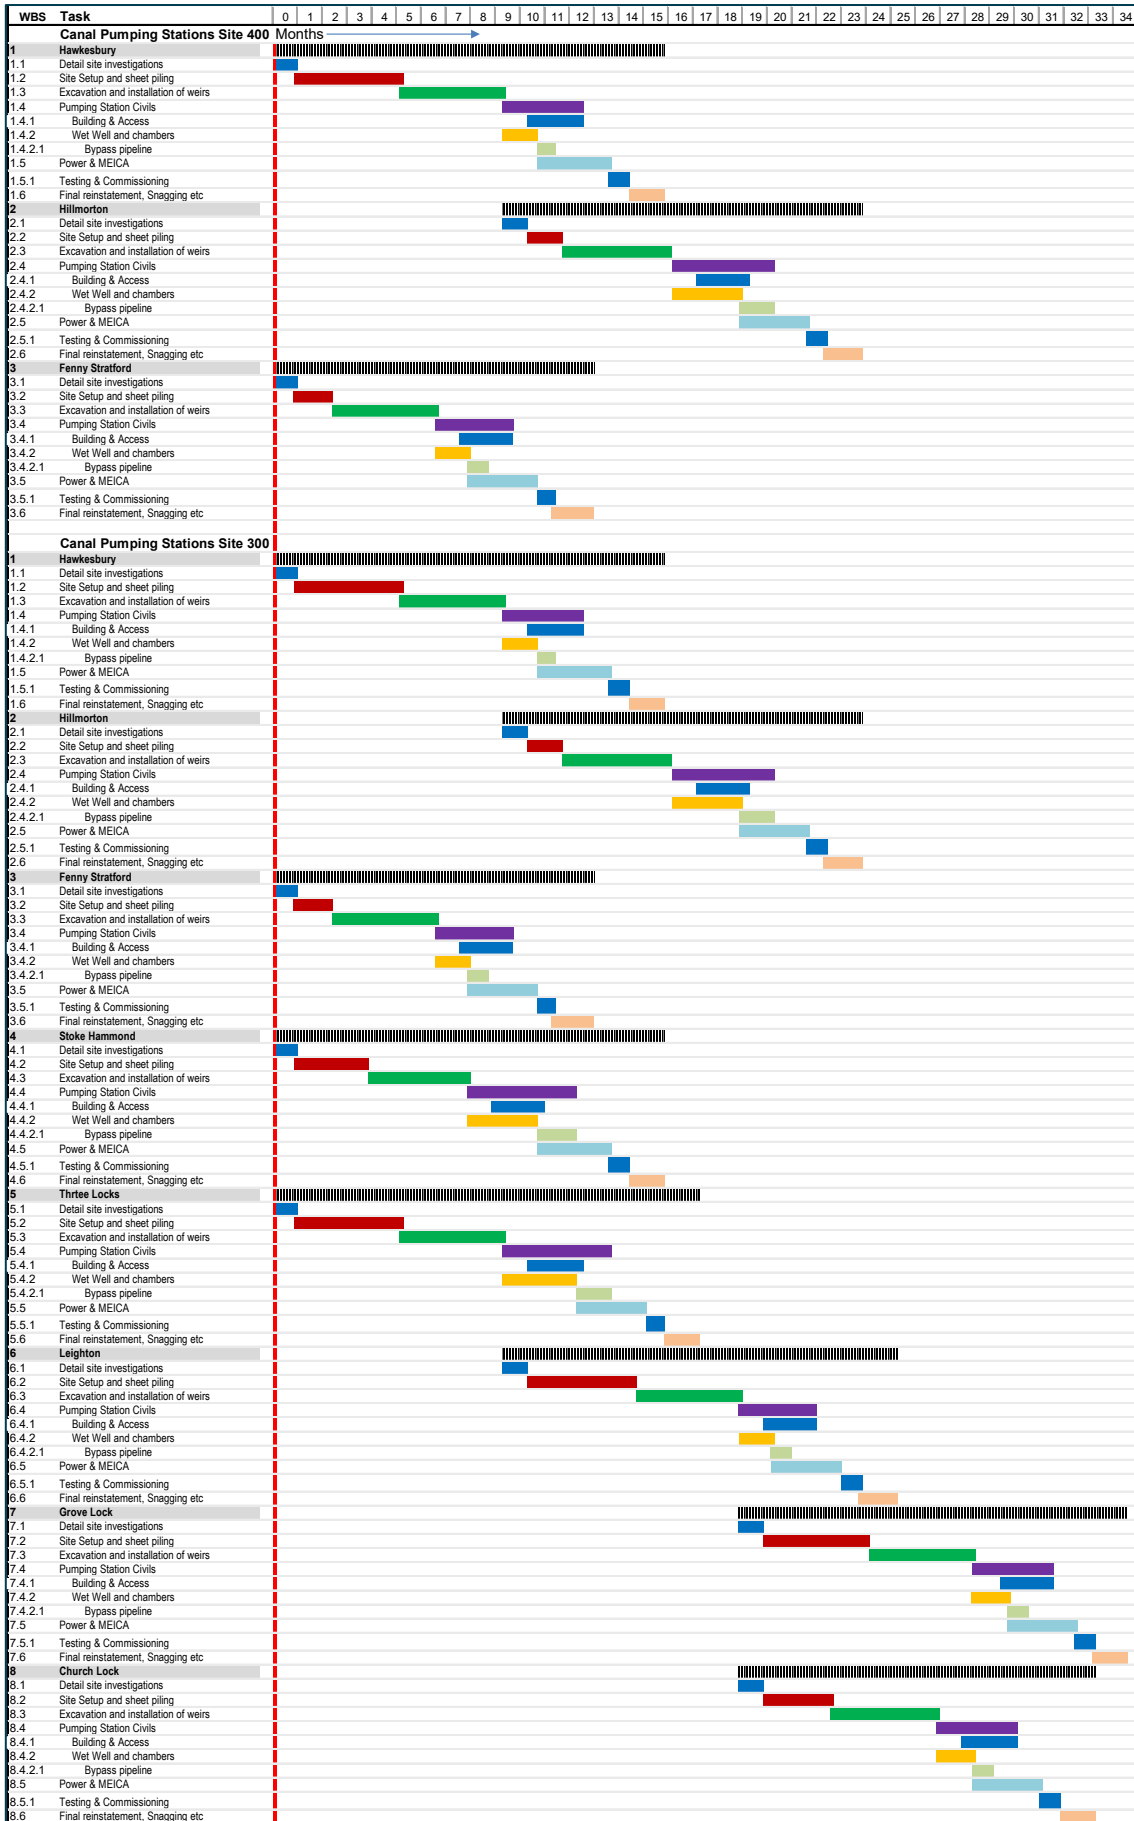 WBS Task 0 1 2 3 4 5 6 7 8 9 10 11 12 13 14 15 16 17 18 19 20 21 22 23 24 25 26 27 28 29 30 31 32 33 34
Canal Pumping Stations Site 400 Months
1 Hawkesbury
1.1 Detail site investigations
1.2 Site Setup and sheet piling
1.3 Excavation and installation of weirs
1.4 Pumping Station Civils
1.4.1 Building & Access
1.4.2 Wet Well and chambers
1.4.2.1 Bypass pipeline
1.5 Power & MEICA
1.5.1 Testing & Commissioning
1.6 Final reinstatement, Snagging etc
2 Hillmorton
2.1 Detail site investigations
2.2 Site Setup and sheet piling
2.3 Excavation and installation of weirs
2.4 Pumping Station Civils
2.4.1 Building & Access
2.4.2 Wet Well and chambers
2.4.2.1 Bypass pipeline
2.5 Power & MEICA
2.5.1 Testing & Commissioning
2.6 Final reinstatement, Snagging etc
3 Fenny Stratford
3.1 Detail site investigations
3.2 Site Setup and sheet piling
3.3 Excavation and installation of weirs
3.4 Pumping Station Civils
3.4.1 Building & Access
3.4.2 Wet Well and chambers
3.4.2.1 Bypass pipeline
3.5 Power & MEICA
3.5.1 Testing & Commissioning
3.6 Final reinstatement, Snagging etc
Canal Pumping Stations Site 300
1 Hawkesbury
1.1 Detail site investigations
1.2 Site Setup and sheet piling
1.3 Excavation and installation of weirs
1.4 Pumping Station Civils
1.4.1 Building & Access
1.4.2 Wet Well and chambers
1.4.2.1 Bypass pipeline
1.5 Power & MEICA
1.5.1 Testing & Commissioning
1.6 Final reinstatement, Snagging etc
2 Hillmorton
2.1 Detail site investigations
2.2 Site Setup and sheet piling
2.3 Excavation and installation of weirs
2.4 Pumping Station Civils
2.4.1 Building & Access
2.4.2 Wet Well and chambers
2.4.2.1 Bypass pipeline
2.5 Power & MEICA
2.5.1 Testing & Commissioning
2.6 Final reinstatement, Snagging etc
3 Fenny Stratford
3.1 Detail site investigations
3.2 Site Setup and sheet piling
3.3 Excavation and installation of weirs
3.4 Pumping Station Civils
3.4.1 Building & Access
3.4.2 Wet Well and chambers
3.4.2.1 Bypass pipeline
3.5 Power & MEICA
3.5.1 Testing & Commissioning
3.6 Final reinstatement, Snagging etc
4 Stoke Hammond
4.1 Detail site investigations
4.2 Site Setup and sheet piling
4.3 Excavation and installation of weirs
4.4 Pumping Station Civils
4.4.1 Building & Access
4.4.2 Wet Well and chambers
4.4.2.1 Bypass pipeline
4.5 Power & MEICA
4.5.1 Testing & Commissioning
4.6 Final reinstatement, Snagging etc
5 Thrtee Locks
5.1 Detail site investigations
5.2 Site Setup and sheet piling
5.3 Excavation and installation of weirs
5.4 Pumping Station Civils
5.4.1 Building & Access
5.4.2 Wet Well and chambers
5.4.2.1 Bypass pipeline
5.5 Power & MEICA
5.5.1 Testing & Commissioning
5.6 Final reinstatement, Snagging etc
6 Leighton
6.1 Detail site investigations
6.2 Site Setup and sheet piling
6.3 Excavation and installation of weirs
6.4 Pumping Station Civils
6.4.1 Building & Access
6.4.2 Wet Well and chambers
6.4.2.1 Bypass pipeline
6.5 Power & MEICA
6.5.1 Testing & Commissioning
6.6 Final reinstatement, Snagging etc
7 Grove Lock
7.1 Detail site investigations
7.2 Site Setup and sheet piling
7.3 Excavation and installation of weirs
7.4 Pumping Station Civils
7.4.1 Building & Access
7.4.2 Wet Well and chambers
7.4.2.1 Bypass pipeline
7.5 Power & MEICA
7.5.1 Testing & Commissioning
7.6 Final reinstatement, Snagging etc
8 Church Lock
8.1 Detail site investigations
8.2 Site Setup and sheet piling
8.3 Excavation and installation of weirs
8.4 Pumping Station Civils
8.4.1 Building & Access
8.4.2 Wet Well and chambers
8.4.2.1 Bypass pipeline
8.5 Power & MEICA
8.5.1 Testing & Commissioning
8.6 Final reinstatement, Snagging etc